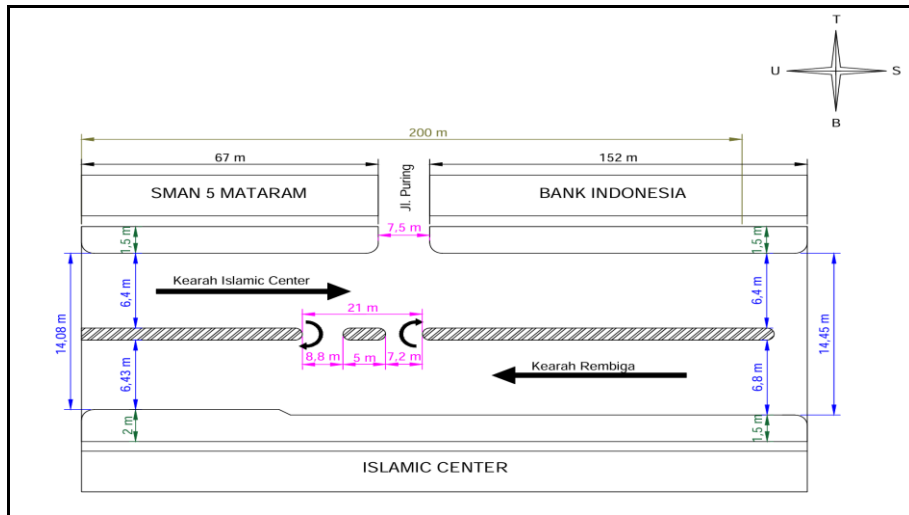 T
U
S
B
200 m
67 m
152 m
SMAN 5 MATARAM
Jl. Puring
BANK INDONESIA
1,5 m
7,5 m
1,5 m
Kearah Islamic Center
14,08 m
6,4 m
21 m
6,4 m
14,45 m
8,8 m
5 m
7,2 m
6,43 m
Kearah Rembiga
6,8 m
2 m
1,5 m
ISLAMIC CENTER